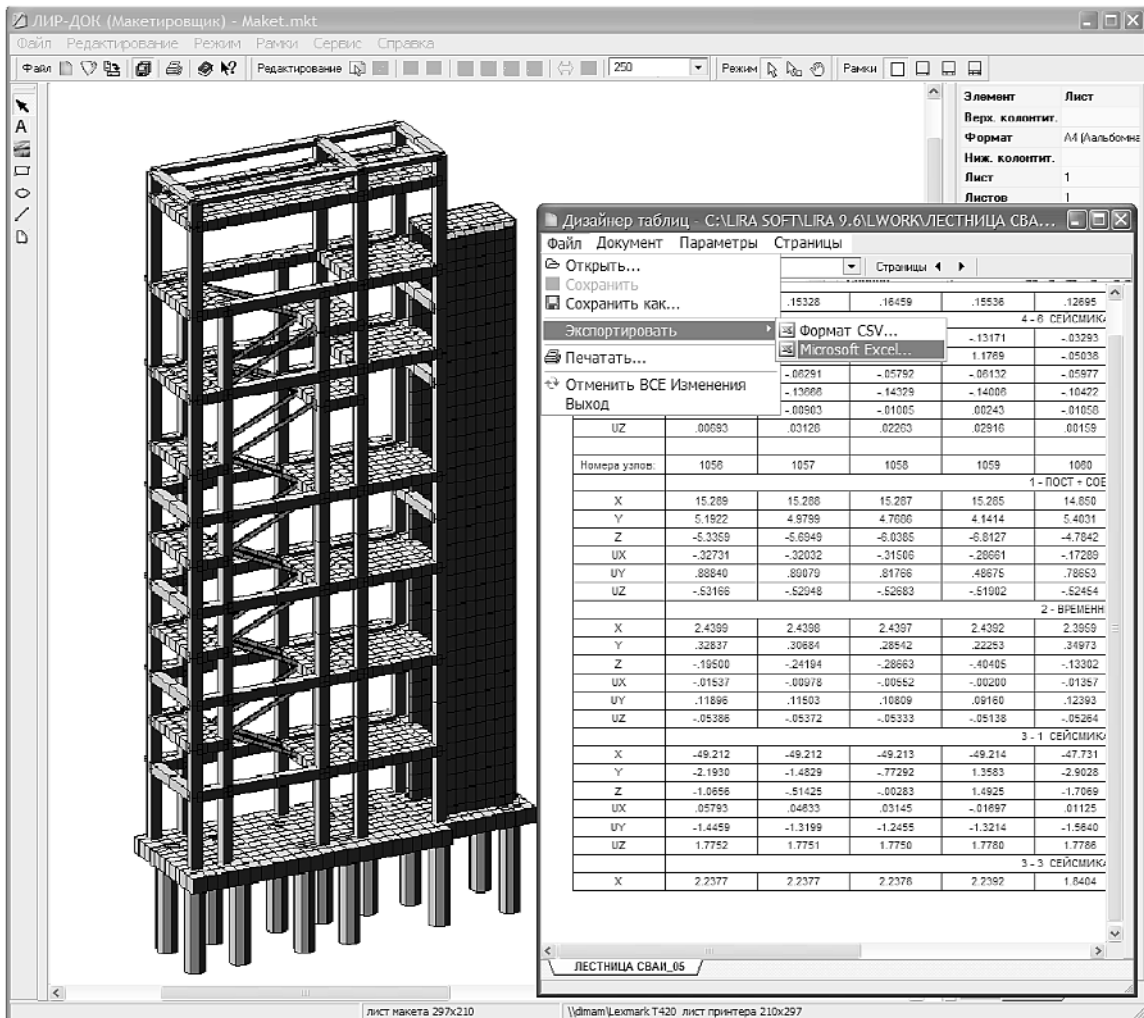 ЛИР-ДОК (Макетировщик) - Maket.mkt
Файл Редактирование Режим Рамки Сервис Справка
Файл Редактирование 250 Режим Рамки
A
Элемент Лист
Верх. колонтит.
Формат A4 (Аальбомна
Ниж. колонтит.
Лист 1
Листов 1
Дизайнер таблиц - C:\LIRA SOFT\LIRA 9.6\LWORK\ЛЕСТНИЦА СВА...
Файл Документ Параметры Страницы
Страницы
Открыть...
Сохранить
Сохранить как...
Экспортировать
Печатать...
Отменить ВСЕ Изменения
Выход
Формат CSV...
Microsoft Excel...
.15328 .16459 .15536 .12695
4 - 6 СЕЙСМИКА
-.13171 -.03293
1.1769 -.05038
-.06291 -.05792 -.06132 -.05977
-.13666 -.14329 -.14006 -.10422
-.00903 -.01005 .00243 -.01058
UZ .00693 .03128 .02263 .02916 .00159
Номера узлов: 1056 1057 1058 1059 1060
1 - ПОСТ + СОЕ
X 15.289 15.288 15.287 15.285 14.850
Y 5.1922 4.9799 4.7686 4.1414 5.4031
Z -5.3359 -5.6949 -6.0385 -6.8127 -4.7842
UX -.32731 -.32032 -.31506 -.28661 -.17289
UY .88840 .89079 .81766 .48675 .78653
UZ -.53166 -.52948 -.52683 -.51902 -.52454
2 - ВРЕМЕНН
X 2.4399 2.4398 2.4397 2.4392 2.3959
Y .32837 .30684 .28542 .22253 .34973
Z -.19500 -.24194 -.28663 -.40405 -.13302
UX -.01537 -.00978 -.00552 -.00200 -.01357
UY .11896 .11503 .10809 .09160 .12393
UZ -.05386 -.05372 -.05333 -.05138 -.05264
3 - 1 СЕЙСМИКА
X -49.212 -49.212 -49.213 -49.214 -47.731
Y -2.1930 -1.4829 -.77292 1.3583 -2.9028
Z -1.0656 -.51425 -.00283 1.4925 -1.7069
UX .05793 .04633 .03145 -.01697 .01125
UY -1.4459 -1.3199 -1.2455 -1.3214 -1.5640
UZ 1.7752 1.7751 1.7750 1.7780 1.7786
3 - 3 СЕЙСМИКА
X 2.2377 2.2377 2.2378 2.2392 1.8404
ЛЕСТНИЦА СВАИ_05
лист макета 297x210 \\dimam\Lexmark T420 лист принтера 210x297